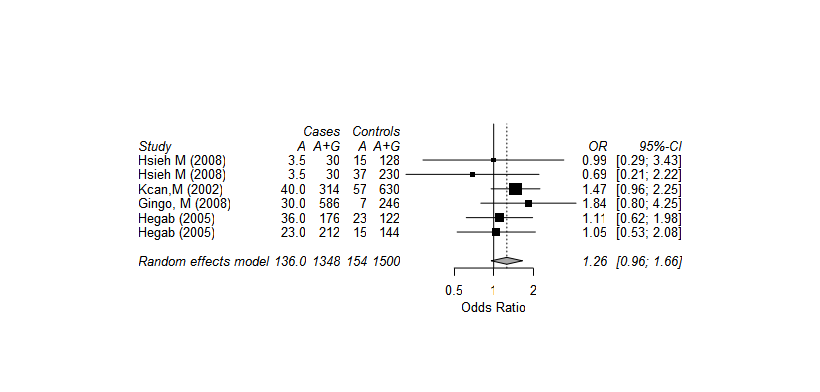 Cases Controls
Study A A+G A A+G OR 95%-CI
Hsieh M (2008) 3.5 30 15 128 0.99 [0.29; 3.43]
Hsieh M (2008) 3.5 30 37 230 0.69 [0.21; 2.22]
Kcan,M (2002) 40.0 314 57 630 1.47 [0.96; 2.25]
Gingo, M (2008) 30.0 586 7 246 1.84 [0.80; 4.25]
Hegab (2005) 36.0 176 23 122 1.11 [0.62; 1.98]
Hegab (2005) 23.0 212 15 144 1.05 [0.53; 2.08]
Random effects model 136.0 1348 154 1500 1.26 [0.96; 1.66]
0.5 1 2
Odds Ratio